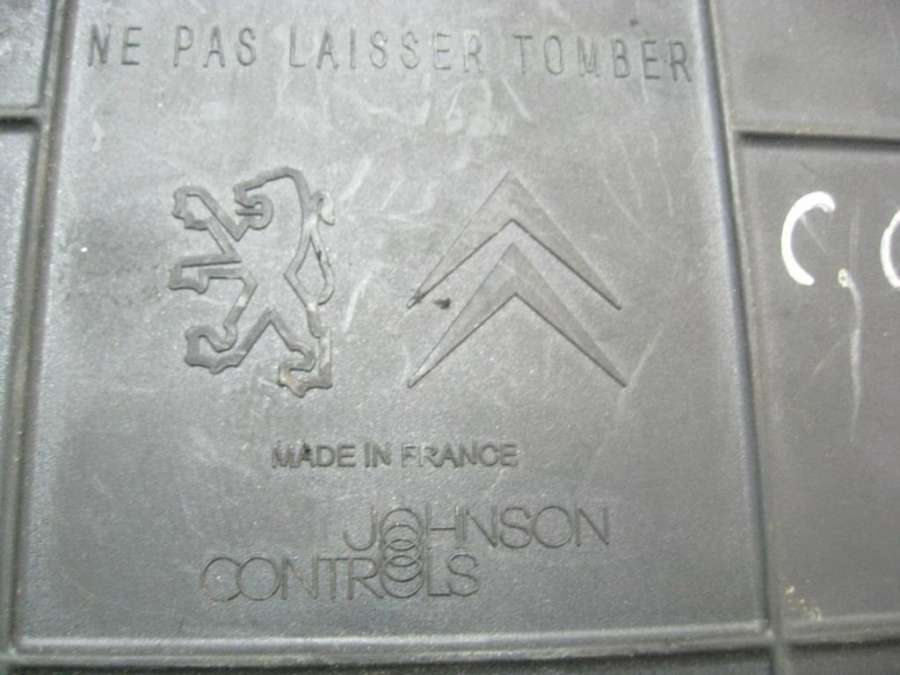 NE PAS LAISSER TOMBER
MADE IN FRANCE
JOHNSON
CONTROLS